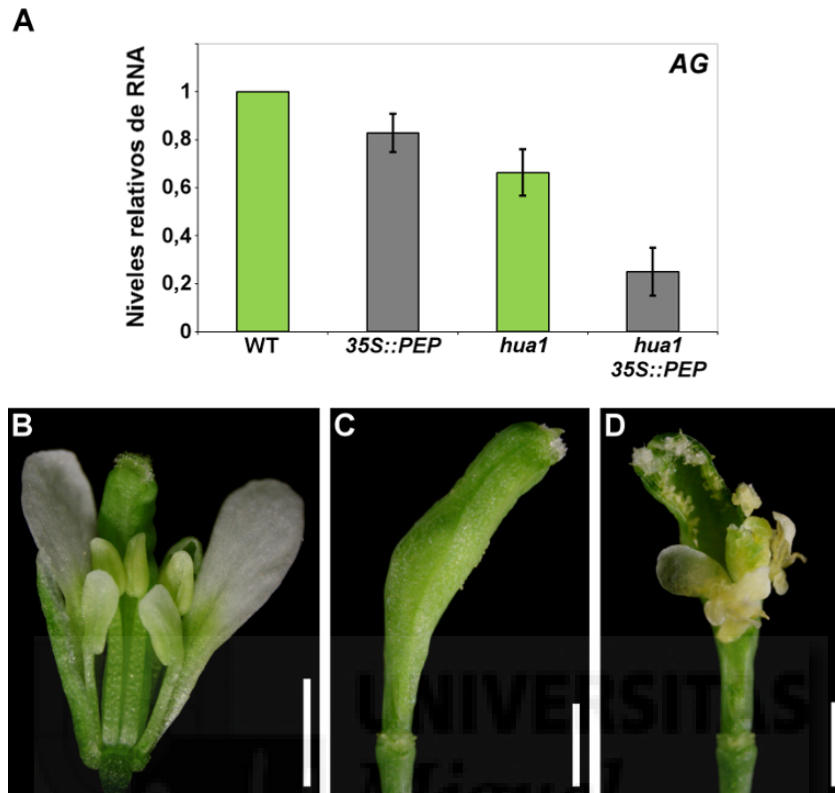 A
Niveles relativos de RNA
AG
1
0,8
0,6
0,4
0,2
0
WT
35S::PEP
hua1
hua1
35S::PEP
B
C
D
UNIVERSITAS
Miguel